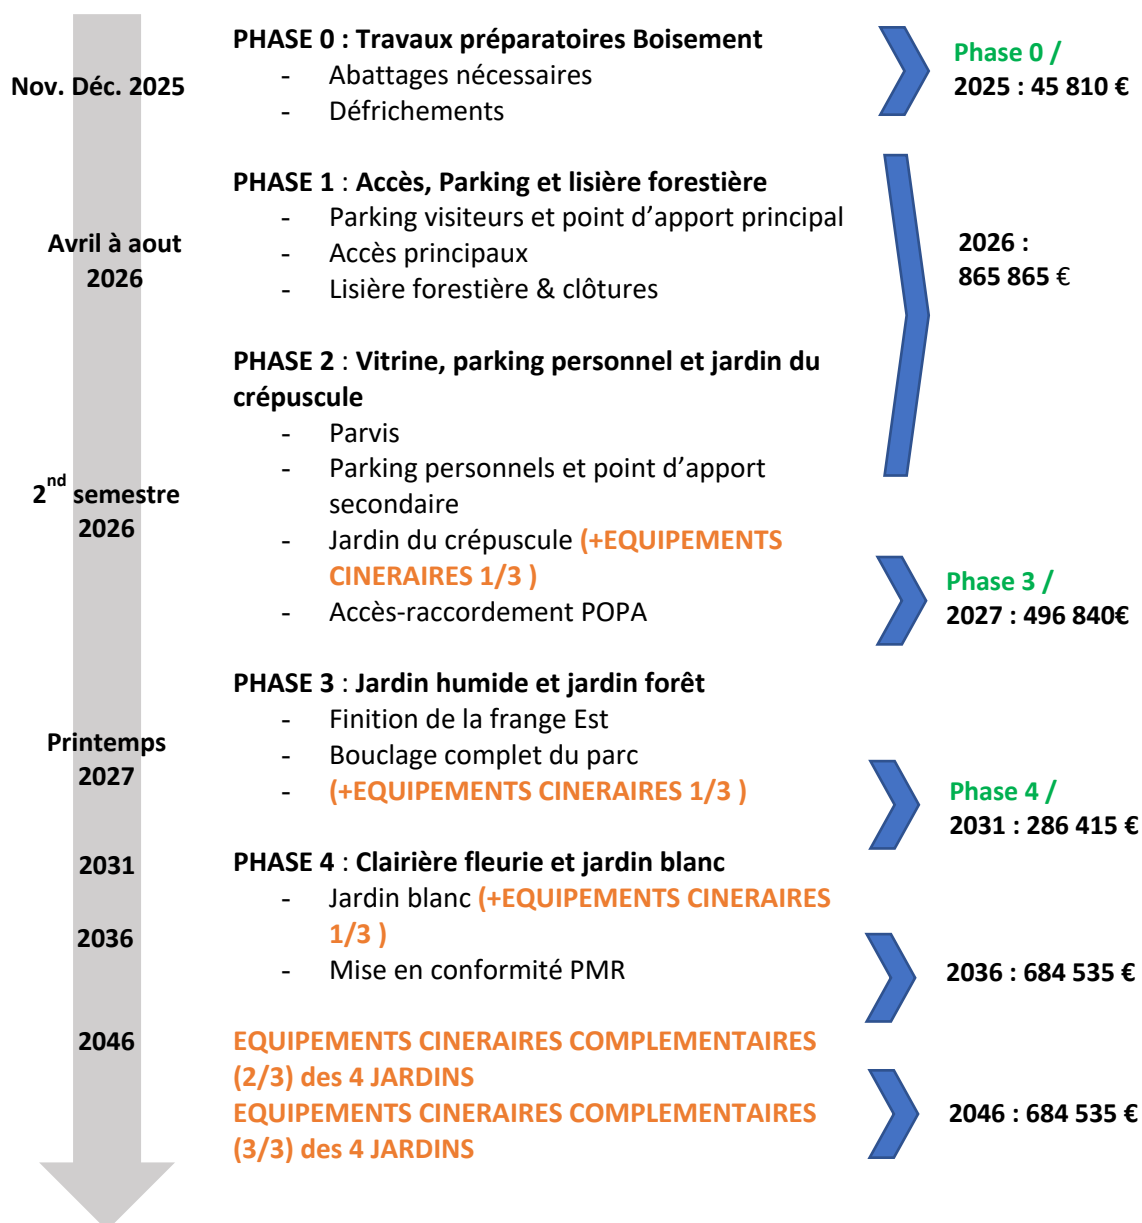 PHASE 0 : Travaux préparatoires Boisement
- Abattages nécessaires
- Défrichements
Nov. Déc. 2025
Phase 0 /
2025 : 45 810 €
PHASE 1 : Accès, Parking et lisière forestière
- Parking visiteurs et point d’apport principal
- Accès principaux
- Lisière forestière & clôtures
Avril à aout
2026
2026 :
865 865 €
PHASE 2 : Vitrine, parking personnel et jardin du
crépuscule
- Parvis
- Parking personnels et point d’apport
secondaire
- Jardin du crépuscule (+EQUIPEMENTS
CINERAIRES 1/3 )
- Accès-raccordement POPA
2nd semestre
2026
Phase 3 /
2027 : 496 840€
PHASE 3 : Jardin humide et jardin forêt
- Finition de la frange Est
- Bouclage complet du parc
- (+EQUIPEMENTS CINERAIRES 1/3 )
Printemps
2027
Phase 4 /
2031 : 286 415 €
2031
PHASE 4 : Clairière fleurie et jardin blanc
- Jardin blanc (+EQUIPEMENTS CINERAIRES
1/3 )
- Mise en conformité PMR
2036
2036 : 684 535 €
2046
EQUIPEMENTS CINERAIRES COMPLEMENTAIRES
(2/3) des 4 JARDINS
EQUIPEMENTS CINERAIRES COMPLEMENTAIRES
(3/3) des 4 JARDINS
2046 : 684 535 €